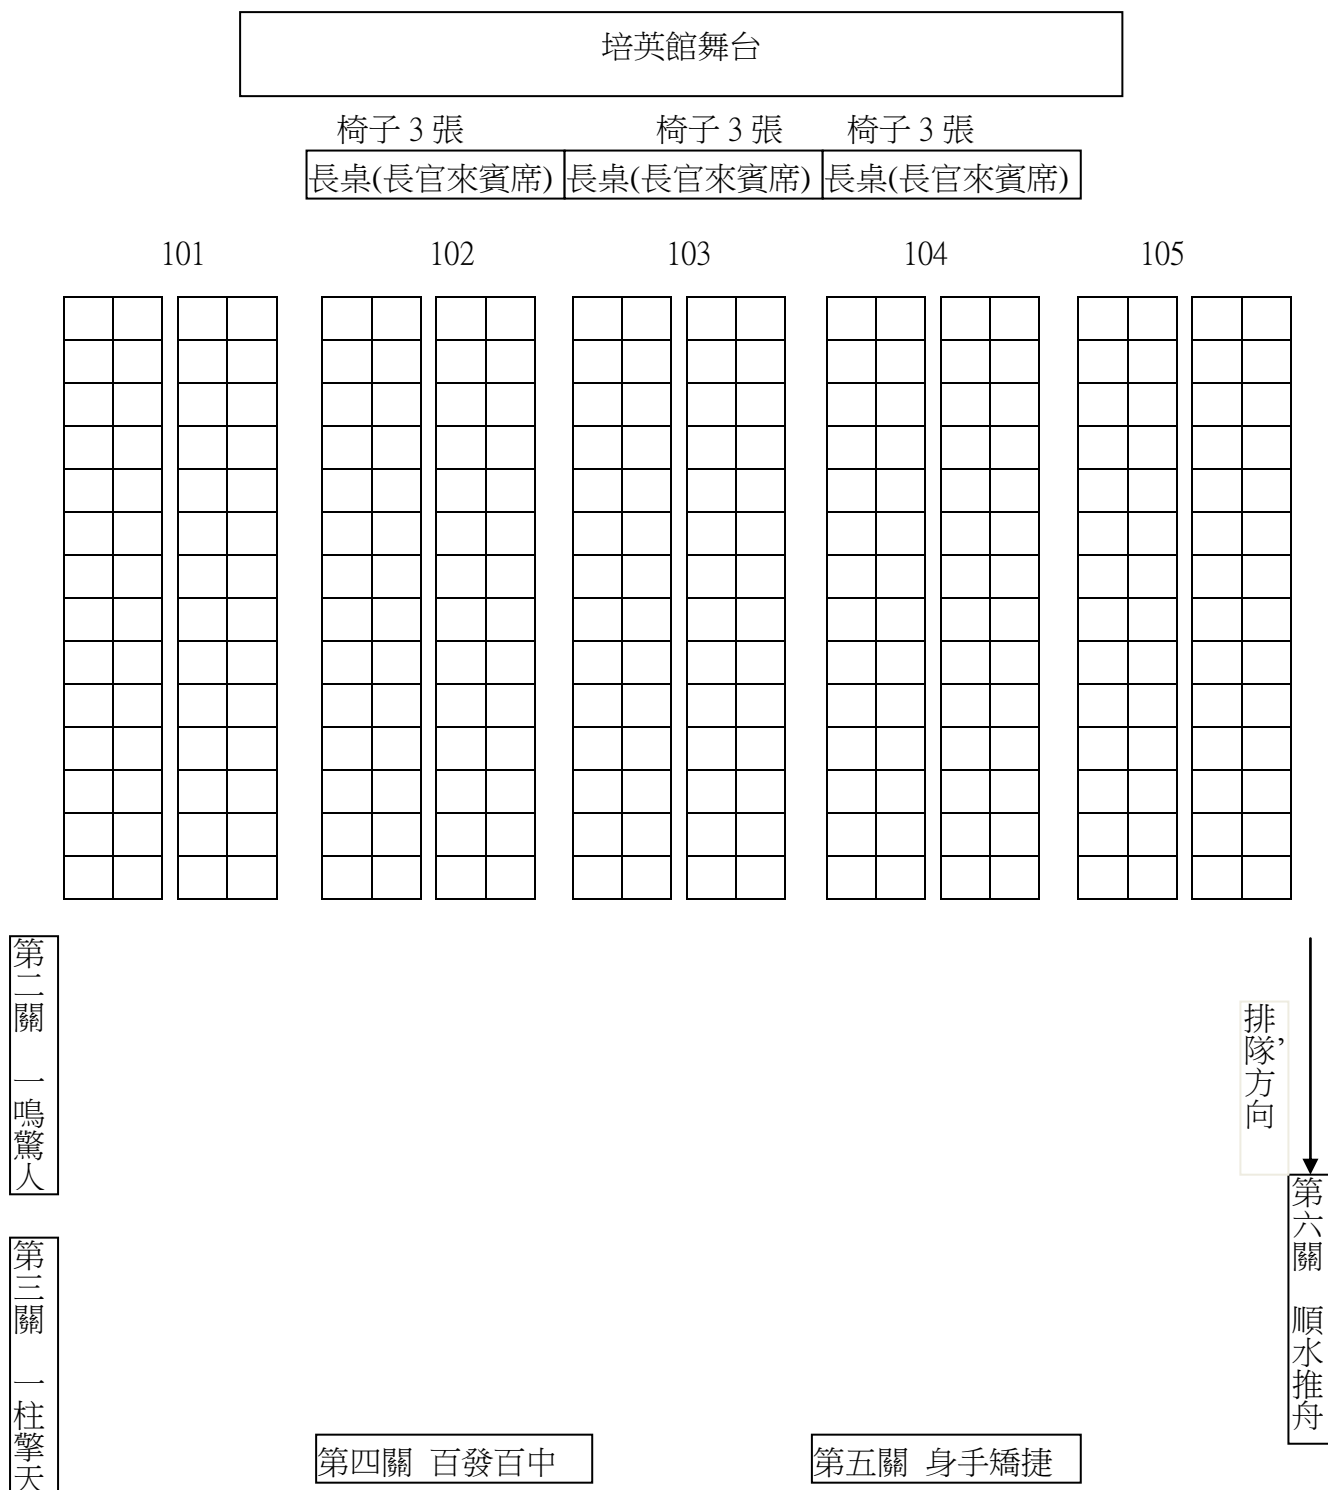 培英館舞台
椅子 3 張 椅子 3 張 椅子 3 張
長桌(長官來賓席) 長桌(長官來賓席) 長桌(長官來賓席)
101 102 103 104 105
第二關 一鳴驚人
排隊,方向
第三關 一柱擎天
第六關 順水推舟
第四關 百發百中
第五關 身手矯捷